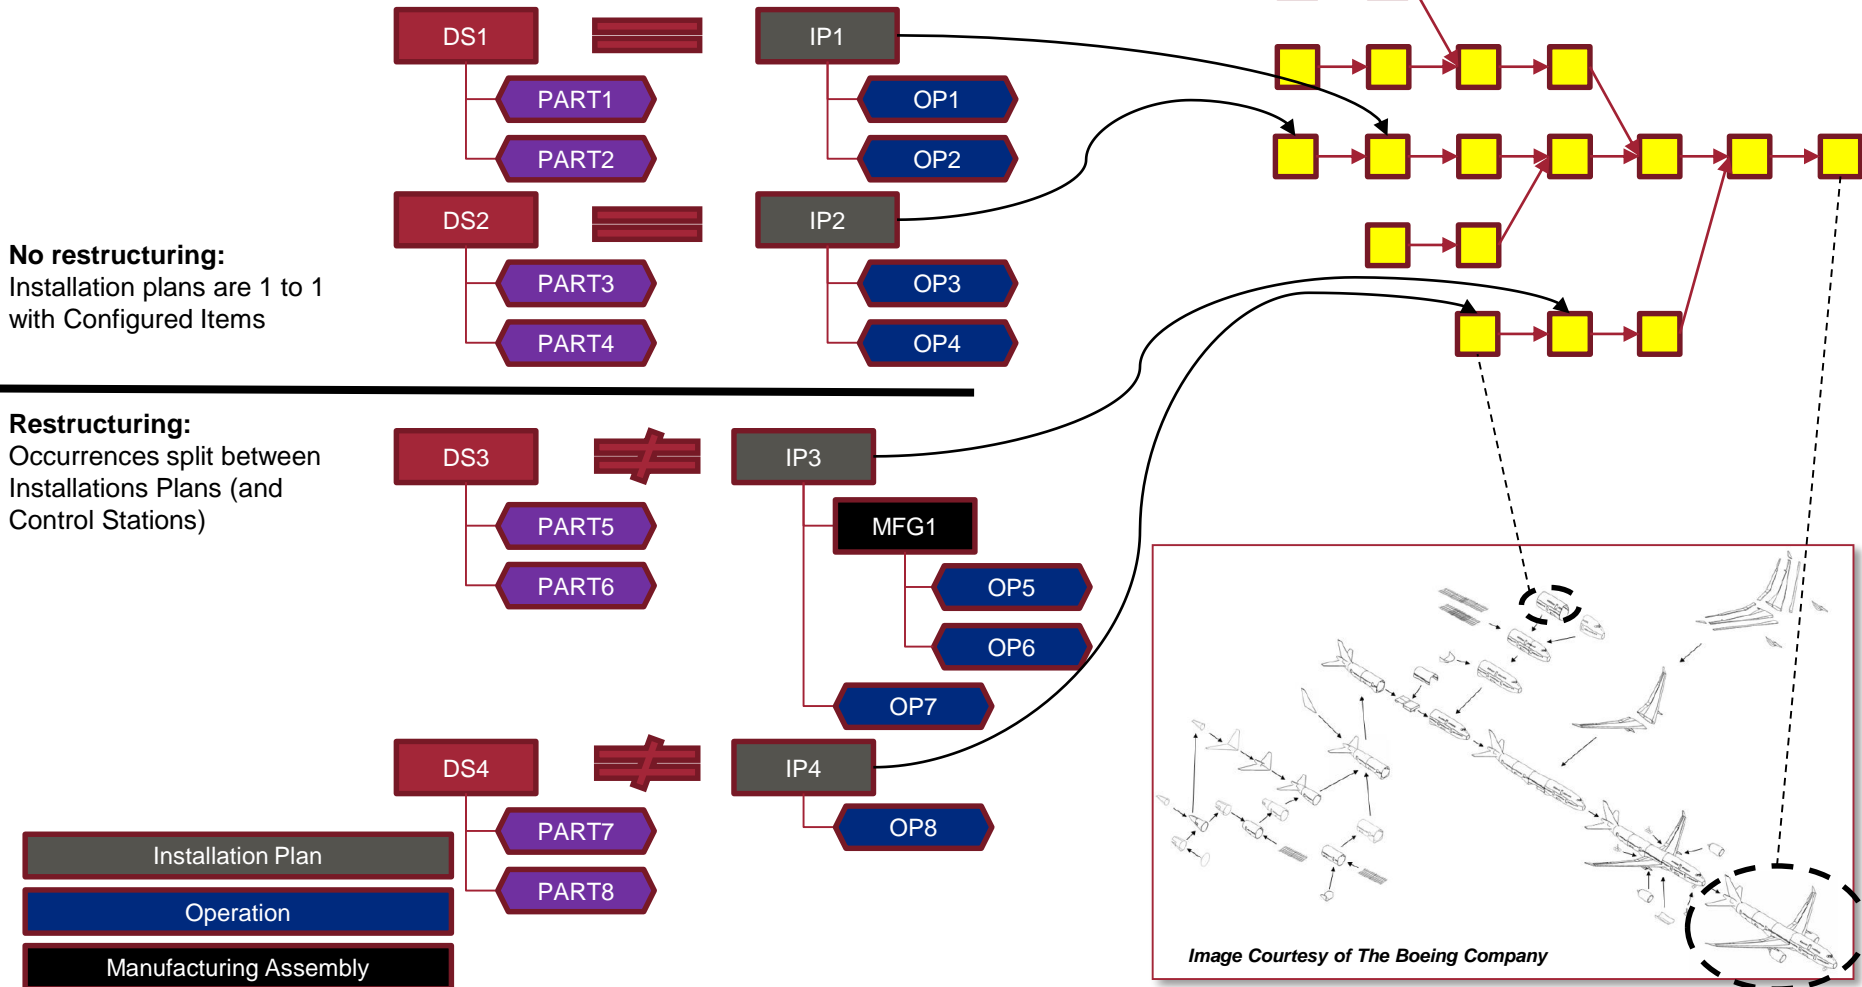 DS1
IP1
PART1
OP1
PART2
OP2
DS2
IP2
No restructuring:
Installation plans are 1 to 1
with Configured Items
PART3
OP3
PART4
OP4
Restructuring:
Occurrences split between
Installations Plans (and
Control Stations)
DS3
IP3
PART5
MFG1
PART6
OP5
OP6
OP7
DS4
IP4
PART7
OP8
PART8
Installation Plan
Operation
Manufacturing Assembly
Image Courtesy of The Boeing Company